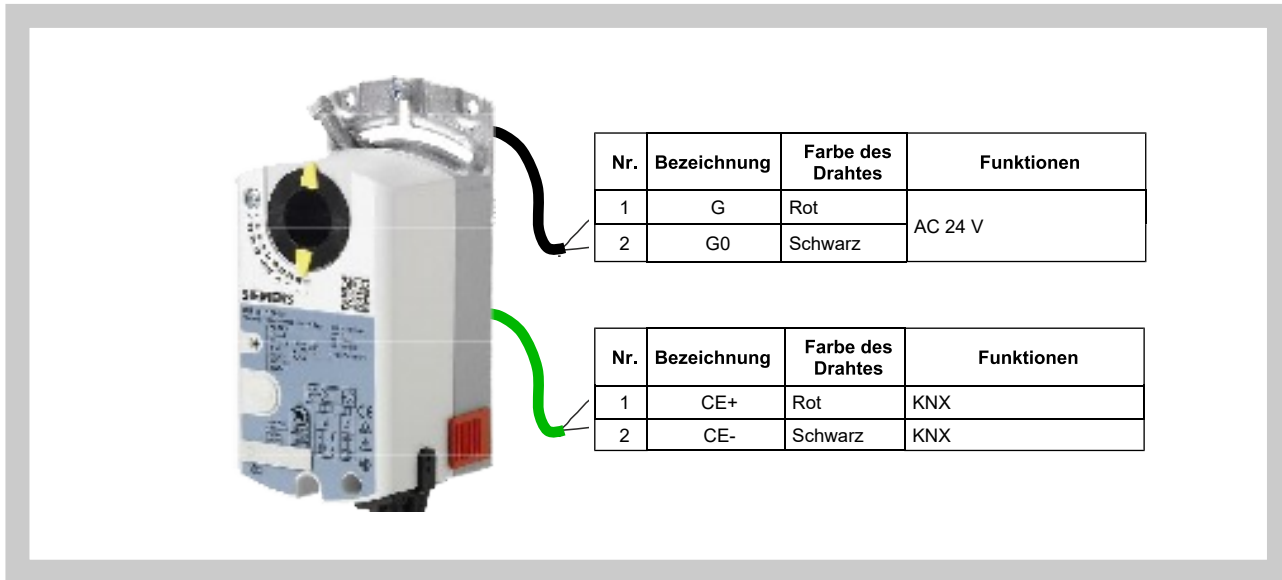 SIEMENS
Nr. Bezeichnung Farbe des Drahtes Funktionen
1 G Rot AC 24 V
2 G0 Schwarz
Nr. Bezeichnung Farbe des Drahtes Funktionen
1 CE+ Rot KNX
2 CE- Schwarz KNX